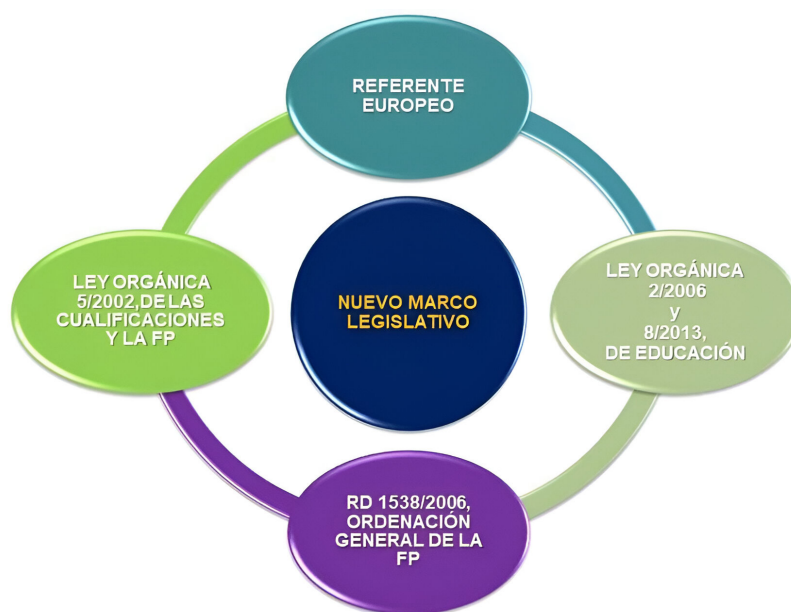 REFERENTE
EUROPEO
LEY ORGÁNICA
5/2002,DE LAS
CUALIFICACIONES
Y LA FP
NUEVO MARCO
LEGISLATIVO
LEY ORGÁNICA
2/2006
y
8/2013,
DE EDUCACIÓN
RD 1538/2006,
ORDENACIÓN
GENERAL DE LA
FP